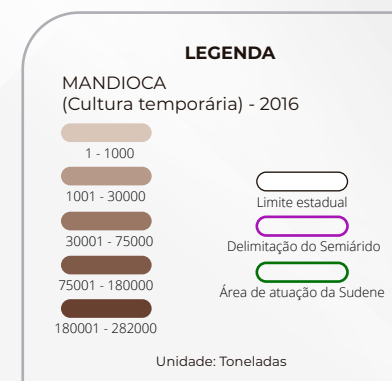 LEGENDA
MANDIOCA
(Cultura temporária) - 2016
1 - 1000
1001 - 30000
30001 - 75000
75001 - 180000
180001 - 282000
Limite estadual
Delimitação do Semiárido
Área de atuação da Sudene
Unidade: Toneladas